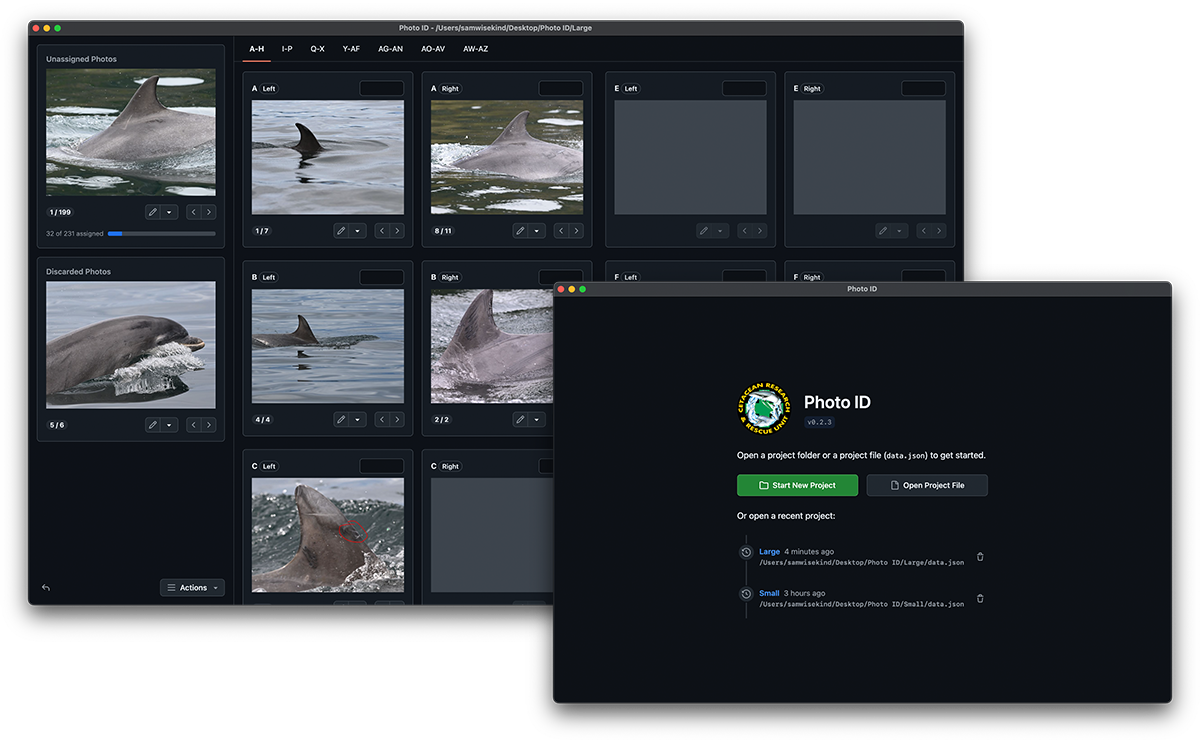 Photo ID - /Users/samwisekind/Desktop/Photo ID/Large
Unassigned Photos
1 / 199
32 of 231 assigned
Discarded Photos
5 / 6
Actions
A-H I-P Q-X Y-AF AG-AN AO-AV AW-AZ
A Left
1 / 7
A Right
8 / 11
E Left
E Right
B Left
4 / 4
B Right
2 / 2
F Left
F Right
C Left
C Right
Photo ID
CETACEAN RESEARCH
& RESCUE UNIT
Photo ID
v0.2.3
Open a project folder or a project file (data.json) to get started.
Start New Project
Open Project File
Or open a recent project:
Large 4 minutes ago
/Users/samwisekind/Desktop/Photo ID/Large/data.json
Small 3 hours ago
/Users/samwisekind/Desktop/Photo ID/Small/data.json